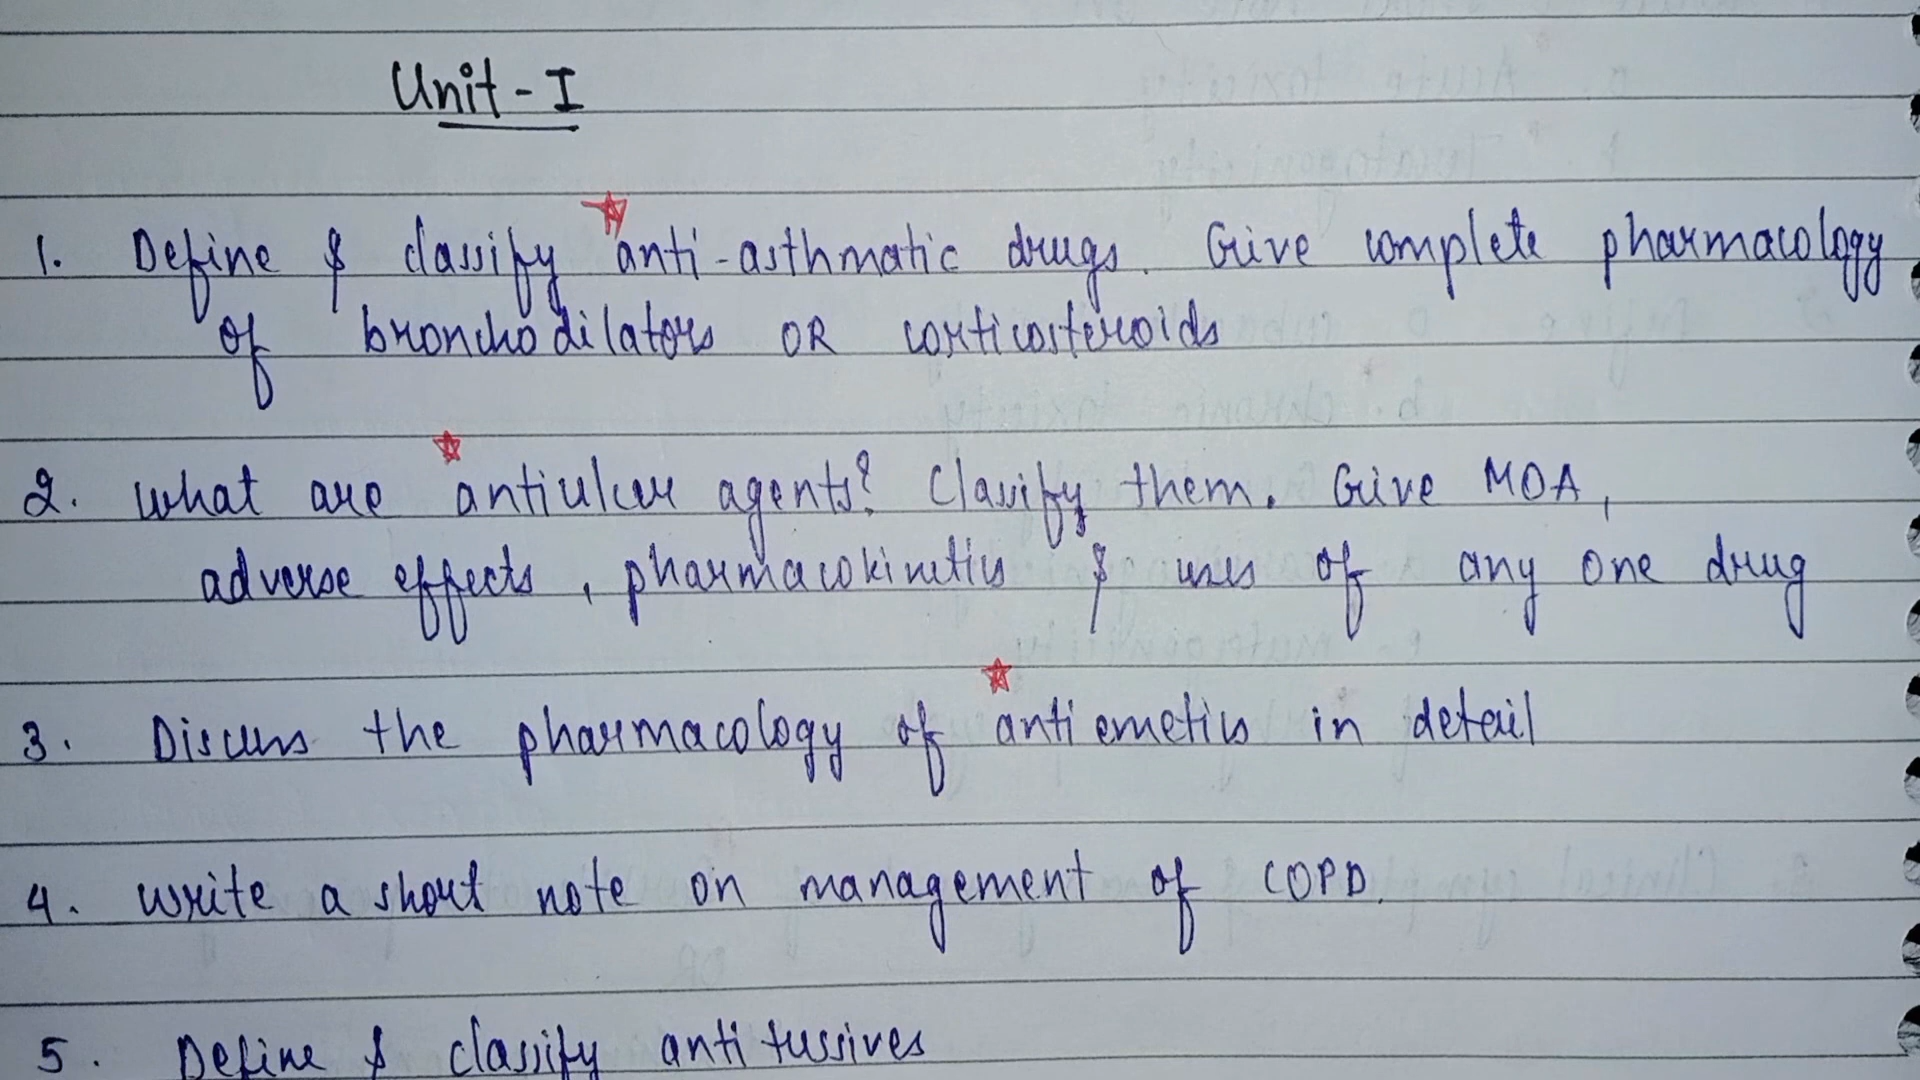 Unit - I
1. Define & classify anti-asthmatic drugs. Give complete pharmacology
of bronchodilators OR corticosteroids
2. What are antiulcer agents? Classify them. Give MOA,
adverse effects, pharmacokinetics & uses of any one drug
3. Discuss the pharmacology of antiemetics in detail
4. Write a short note on management of COPD.
5. Define & classify antitussives